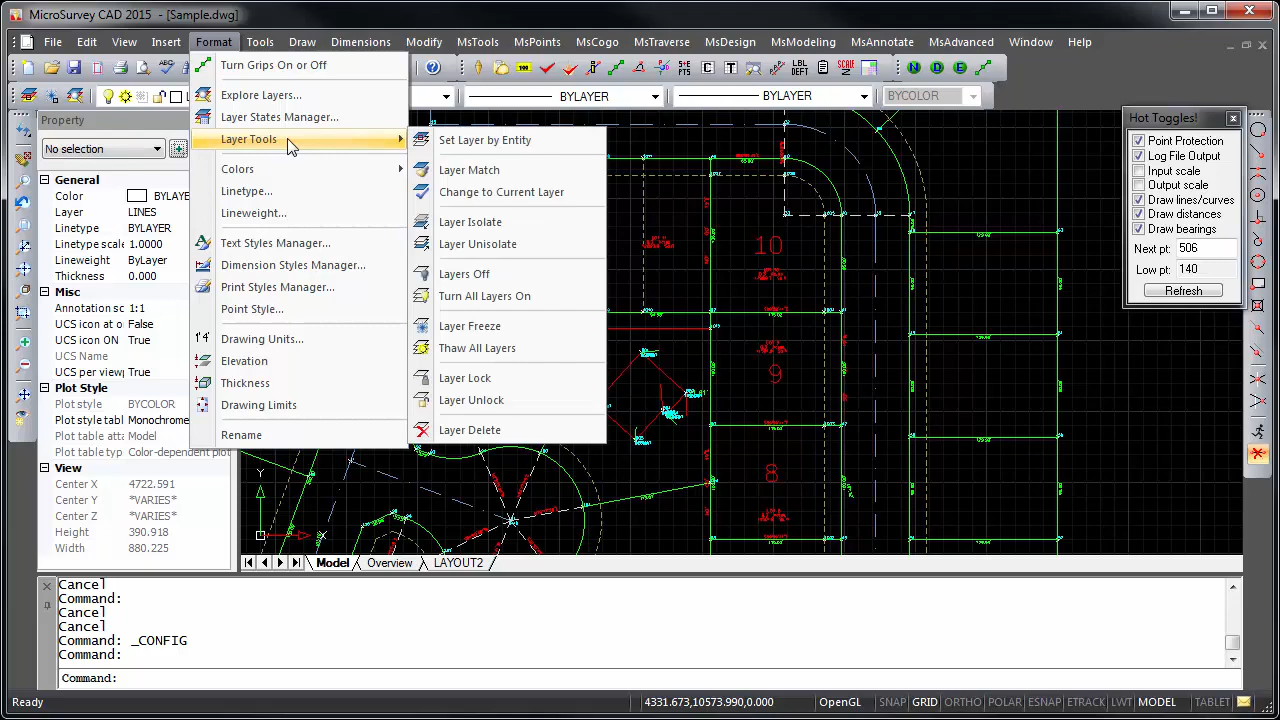 MicroSurvey CAD 2015 - [Sample.dwg]
File Edit View Insert Format Tools Draw Dimensions Modify MsTools MsPoints MsCogo MsTraverse MsDesign MsModeling MsAnnotate MsAdvanced Window Help
Turn Grips On or Off
Explore Layers...
Layer States Manager...
Layer Tools
Colors
Linetype...
Lineweight...
Text Styles Manager...
Dimension Styles Manager...
Print Styles Manager...
Point Style...
Drawing Units...
Elevation
Thickness
Drawing Limits
Rename
Set Layer by Entity
Layer Match
Change to Current Layer
Layer Isolate
Layer Unisolate
Layers Off
Turn All Layers On
Layer Freeze
Thaw All Layers
Layer Lock
Layer Unlock
Layer Delete
BYLAYER
BYLAYER
BYCOLOR
Property
No selection
General
Color BYLAYE
Layer LINES
Linetype BYLAYER
Linetype scale 1.0000
Lineweight ByLayer
Thickness 0.000
Misc
Annotation sc 1:1
UCS icon at o False
UCS icon ON True
UCS Name
UCS per viewp True
Plot Style
Plot style BYCOLOR
Plot style tabl Monochrome
Plot table atta Model
Plot table typ Color-dependent plot
View
Center X 4722.591
Center Y *VARIES*
Center Z *VARIES*
Height 390.918
Width 880.225
10
9
8
Y
X
Hot Toggles!
Point Protection
Log File Output
Input scale
Output scale
Draw lines/curves
Draw distances
Draw bearings
Next pt: 506
Low pt: 149
Refresh
Model Overview LAYOUT2
Cancel
Command:
Cancel
Cancel
Command: _CONFIG
Command:
Command:
Ready 4331.673,10573.990,0.000 OpenGL SNAP GRID ORTHO POLAR ESNAP ETRACK LWT MODEL TABLET